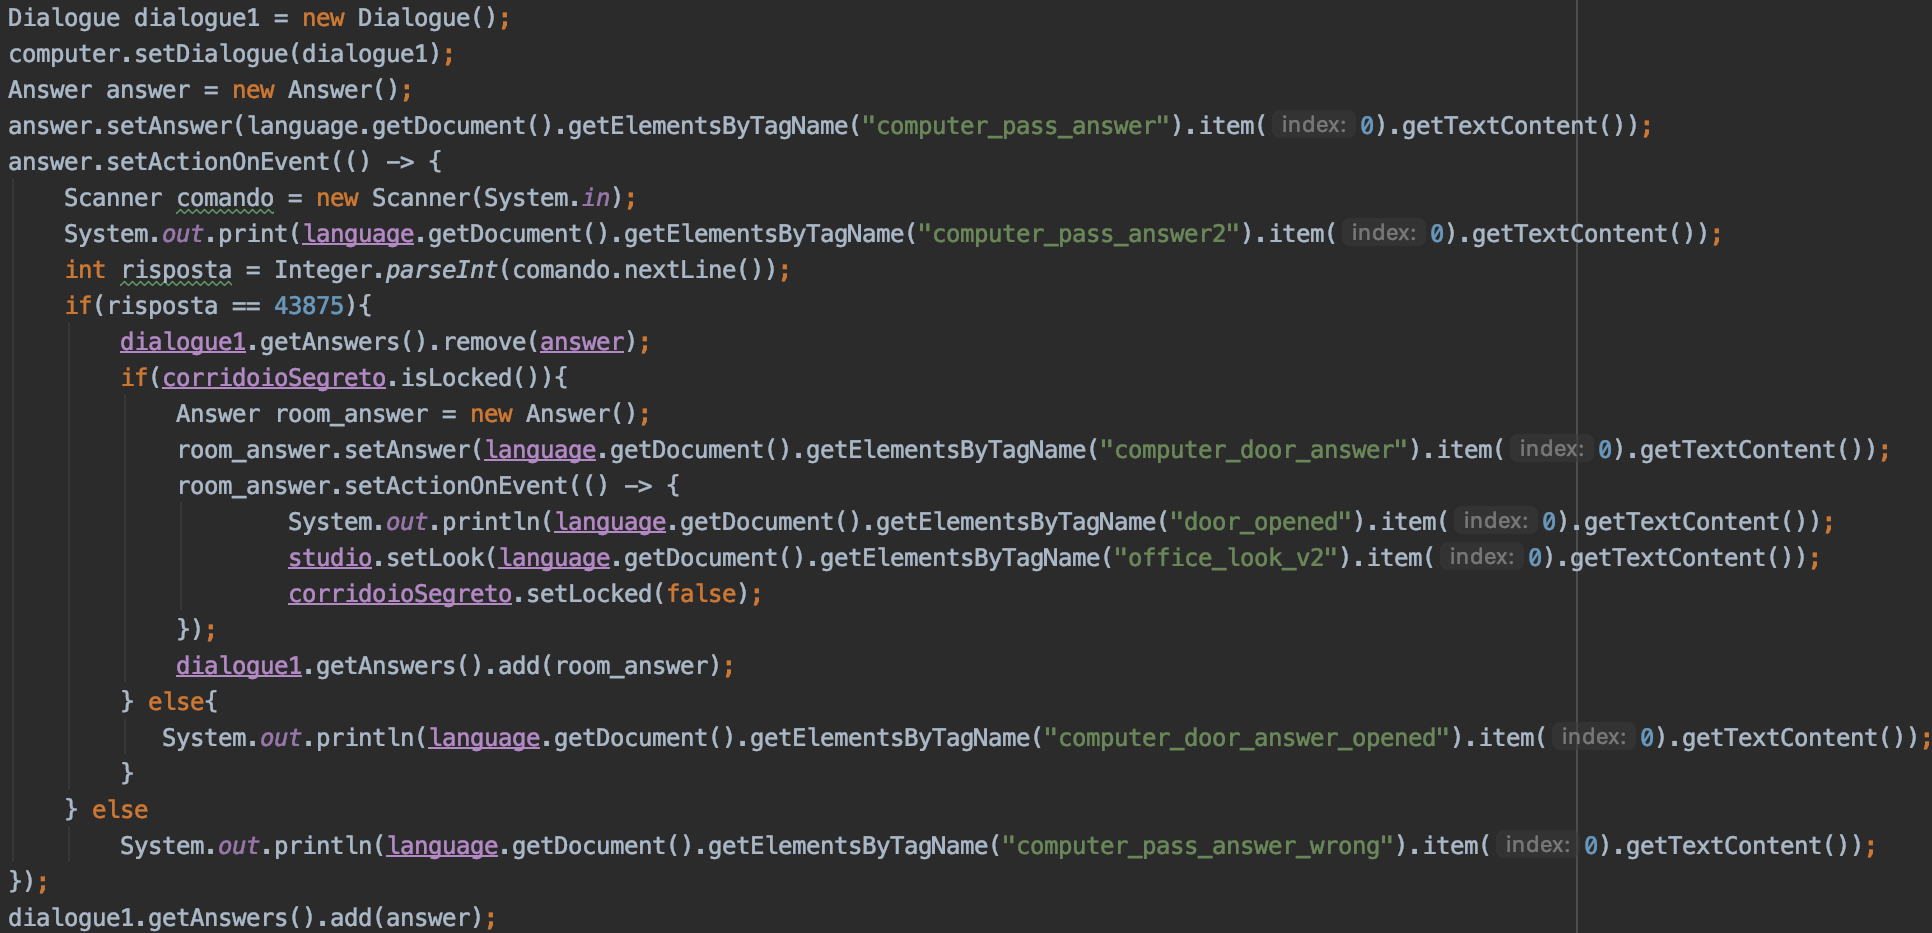 Dialogue dialogue1 = new Dialogue();
computer.setDialogue(dialogue1);
Answer answer = new Answer();
answer.setAnswer(language.getDocument().getElementsByTagName("computer_pass_answer").item( index: 0).getTextContent());
answer.setActionOnEvent(() -> {
    Scanner comando = new Scanner(System.in);
    System.out.print(language.getDocument().getElementsByTagName("computer_pass_answer2").item( index: 0).getTextContent());
    int risposta = Integer.parseInt(comando.nextLine());
    if(risposta == 43875){
        dialogue1.getAnswers().remove(answer);
        if(corridoioSegreto.isLocked()){
            Answer room_answer = new Answer();
            room_answer.setAnswer(language.getDocument().getElementsByTagName("computer_door_answer").item( index: 0).getTextContent());
            room_answer.setActionOnEvent(() -> {
                    System.out.println(language.getDocument().getElementsByTagName("door_opened").item( index: 0).getTextContent());
                    studio.setLook(language.getDocument().getElementsByTagName("office_look_v2").item( index: 0).getTextContent());
                    corridoioSegreto.setLocked(false);
            });
            dialogue1.getAnswers().add(room_answer);
        } else{
           System.out.println(language.getDocument().getElementsByTagName("computer_door_answer_opened").item( index: 0).getTextContent());
        }
    } else
        System.out.println(language.getDocument().getElementsByTagName("computer_pass_answer_wrong").item( index: 0).getTextContent());
});
dialogue1.getAnswers().add(answer);